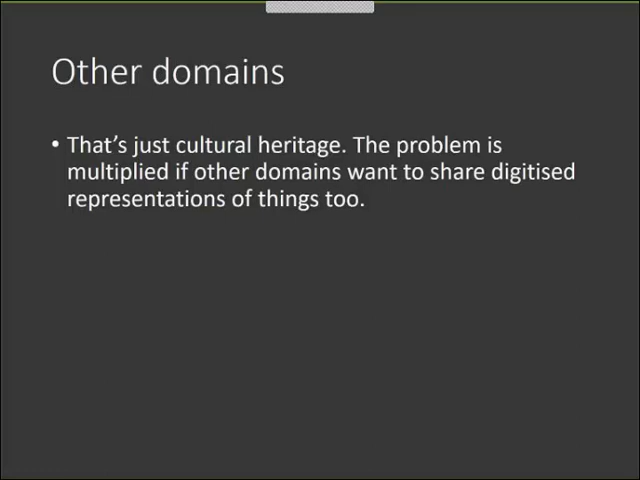 Other domains
• That’s just cultural heritage. The problem is
multiplied if other domains want to share digitised
representations of things too.